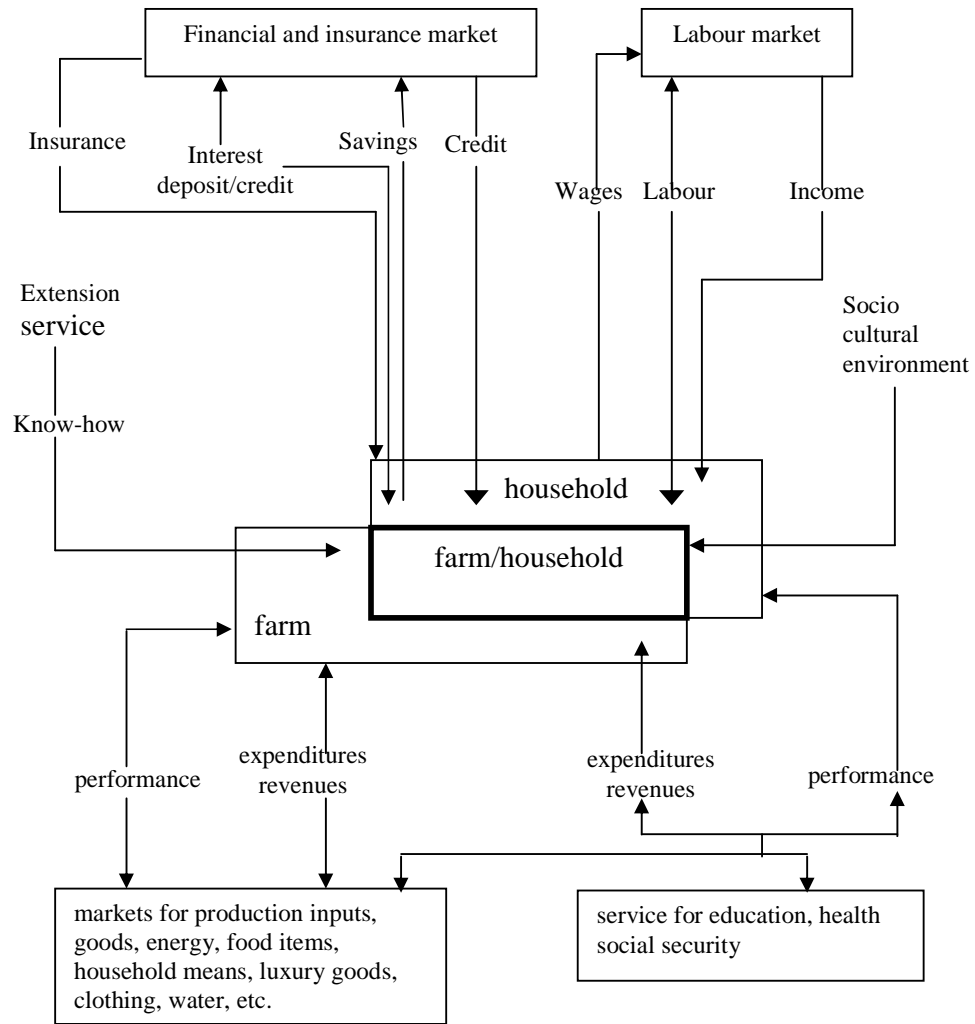 Financial and insurance market
Labour market
Insurance
Interest
deposit/credit
Savings
Credit
Wages
Labour
Income
Extension
service
Socio
cultural
environment
Know-how
household
farm/household
farm
performance
expenditures
revenues
expenditures
revenues
performance
markets for production inputs,
goods, energy, food items,
household means, luxury goods,
clothing, water, etc.
service for education, health
social security